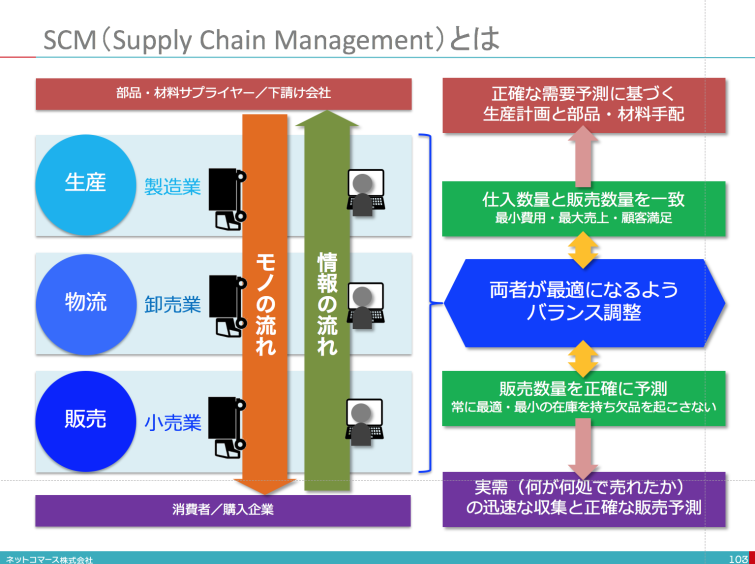 SCM（Supply Chain Management）とは
部品・材料サプライヤー／下請け会社
生産
製造業
物流
卸売業
販売
小売業
モノの流れ
情報の流れ
消費者／購入企業
正確な需要予測に基づく
生産計画と部品・材料手配
仕入数量と販売数量を一致
最小費用・最大売上・顧客満足
両者が最適になるよう
バランス調整
販売数量を正確に予測
常に最適・最小の在庫を持ち欠品を起こさない
実需（何が何処で売れたか）
の迅速な収集と正確な販売予測
ネットコマース株式会社
103